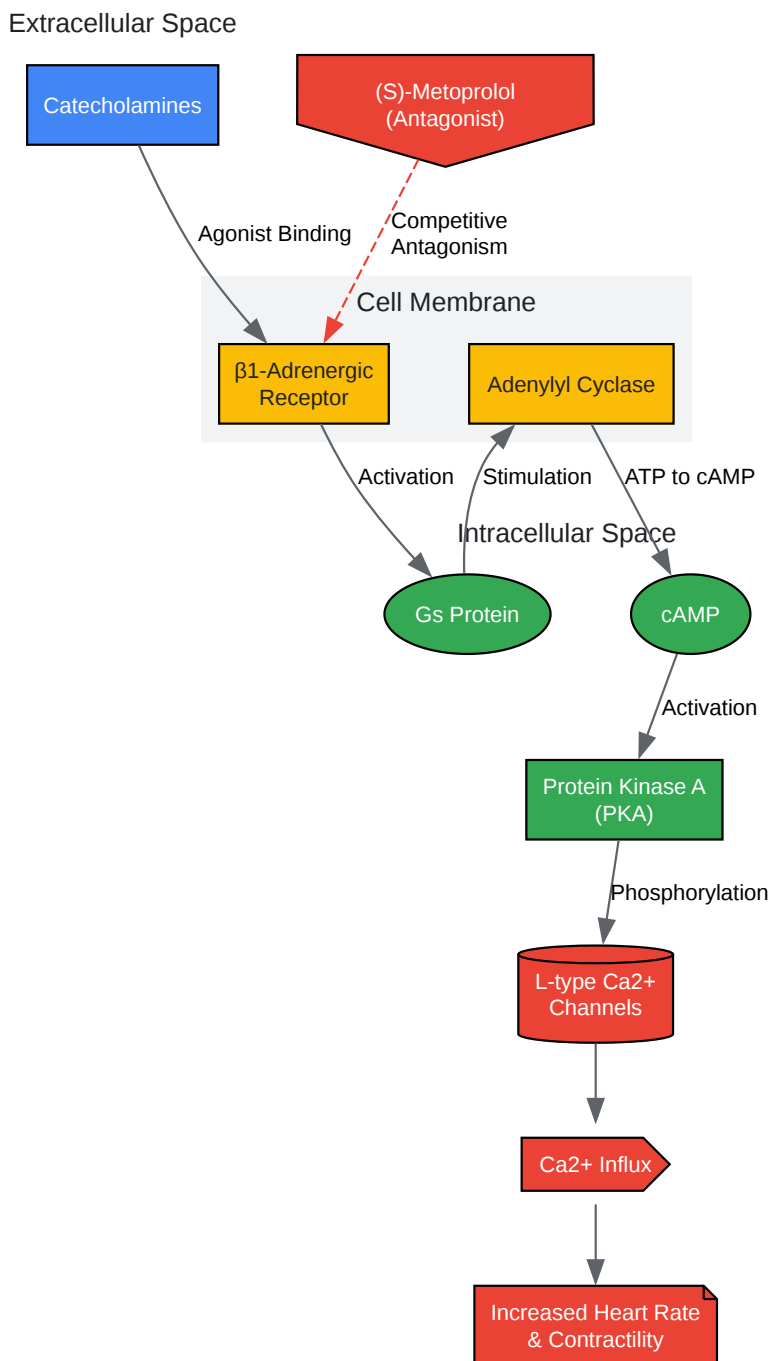 Extracellular Space
Catecholamines
(S)-Metoprolol
(Antagonist)
Agonist Binding
Competitive
Antagonism
Cell Membrane
β1-Adrenergic
Receptor
Adenylyl Cyclase
Activation
Stimulation
ATP to cAMP
Intracellular Space
Gs Protein
cAMP
Activation
Protein Kinase A
(PKA)
Phosphorylation
L-type Ca2+
Channels
Ca2+ Influx
Increased Heart Rate
& Contractility